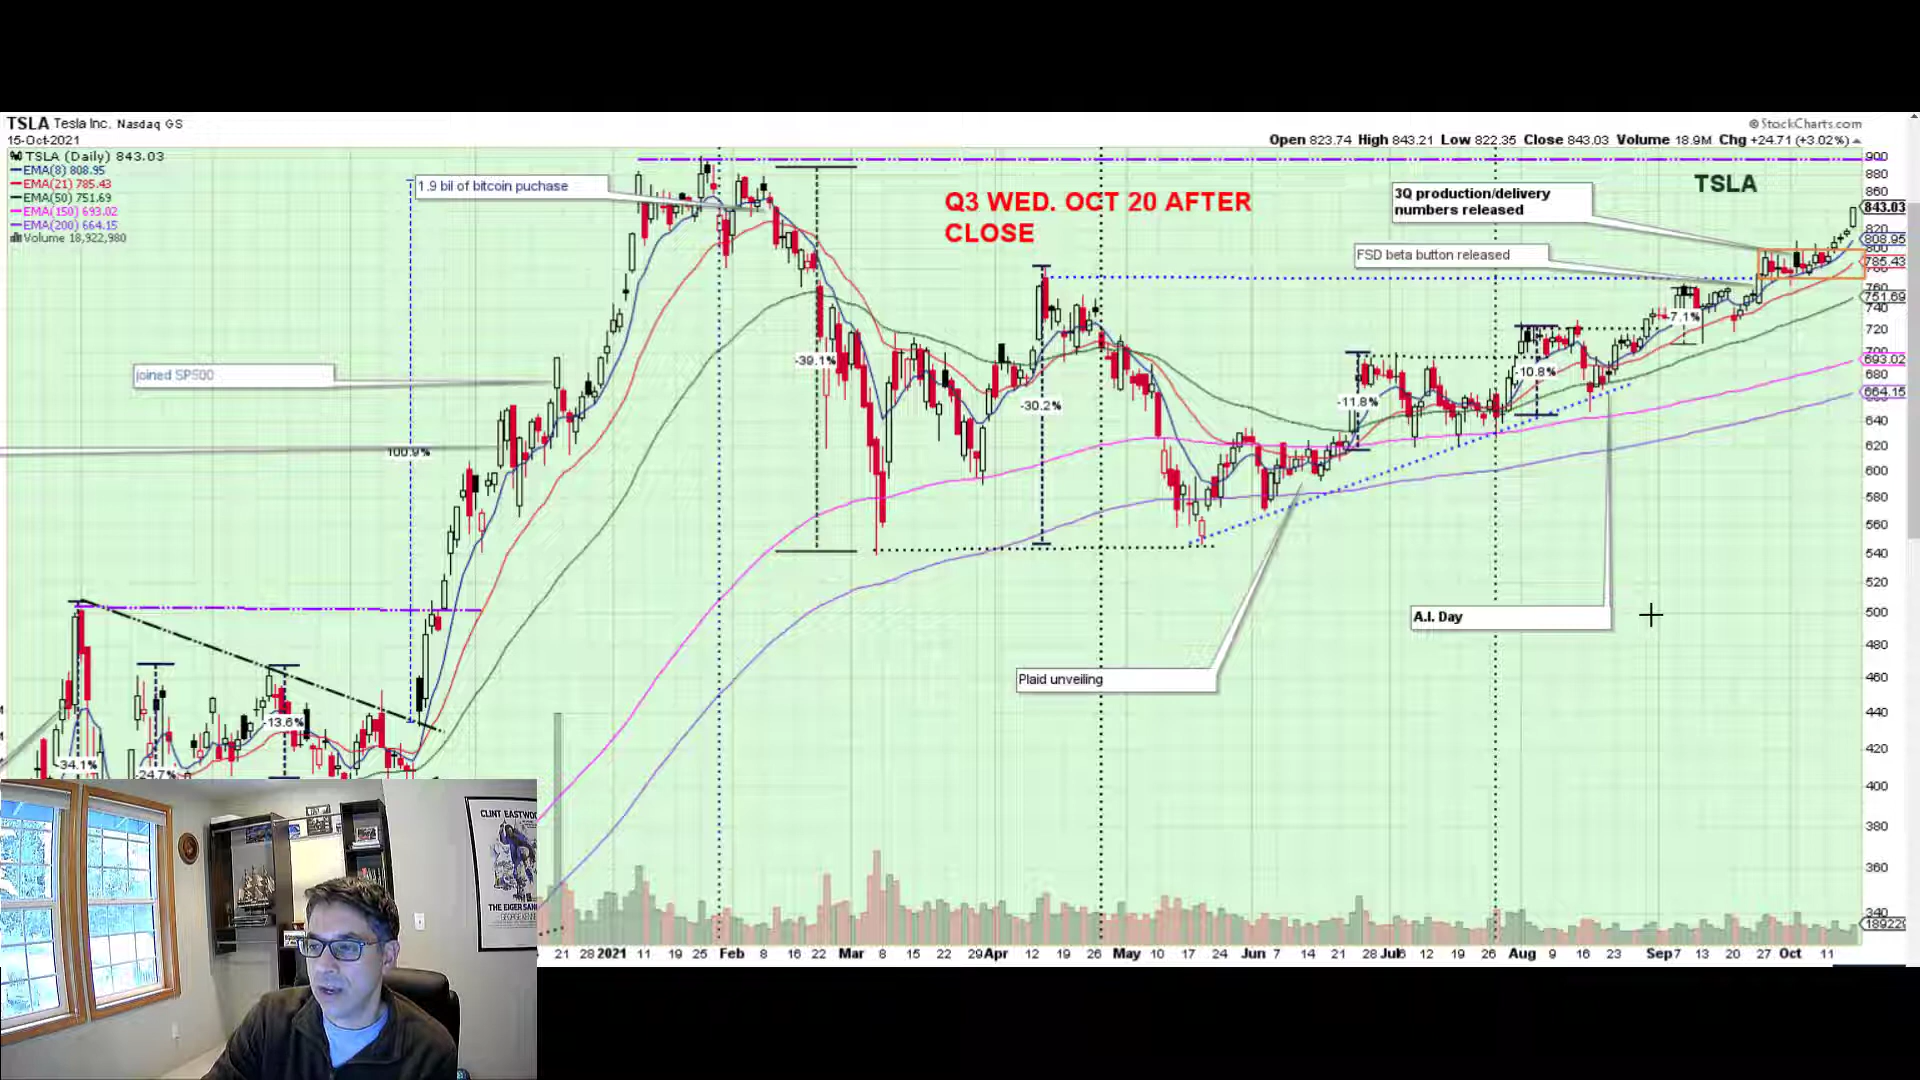 TSLA Tesla Inc. Nasdaq GS
© StockCharts.com
15-Oct-2021
Open 823.74 High 843.21 Low 822.35 Close 843.03 Volume 18.9M Chg +24.71 (+3.02%)
TSLA (Daily) 843.03
EMA(8) 808.95
EMA(21) 785.43
EMA(50) 751.69
EMA(150) 693.02
EMA(200) 664.15
Volume 18,922,980
1.9 bil of bitcoin puchase
Q3 WED. OCT 20 AFTER
CLOSE
3Q production/delivery
numbers released
TSLA
FSD beta button released
joined SP500
100.9%
-39.1%
-30.2%
-11.8%
-10.8%
-7.1%
A.I. Day
Plaid unveiling
-34.1%
-24.7%
-13.6%
900
880
860
843.03
820
808.95
800
785.43
760
751.69
740
720
700
693.02
680
664.15
640
620
600
580
560
540
520
500
480
460
440
420
400
380
360
340
189229
21 28 2021 11 19 25 Feb 8 16 22 Mar 8 15 22 29 Apr 12 19 26 May 10 17 24 Jun 7 14 21 28 Jul 12 19 26 Aug 9 16 23 Sep 7 13 20 27 Oct 11
CLINT EASTWOOD
THE EIGER SAN
GEORGE KENNE